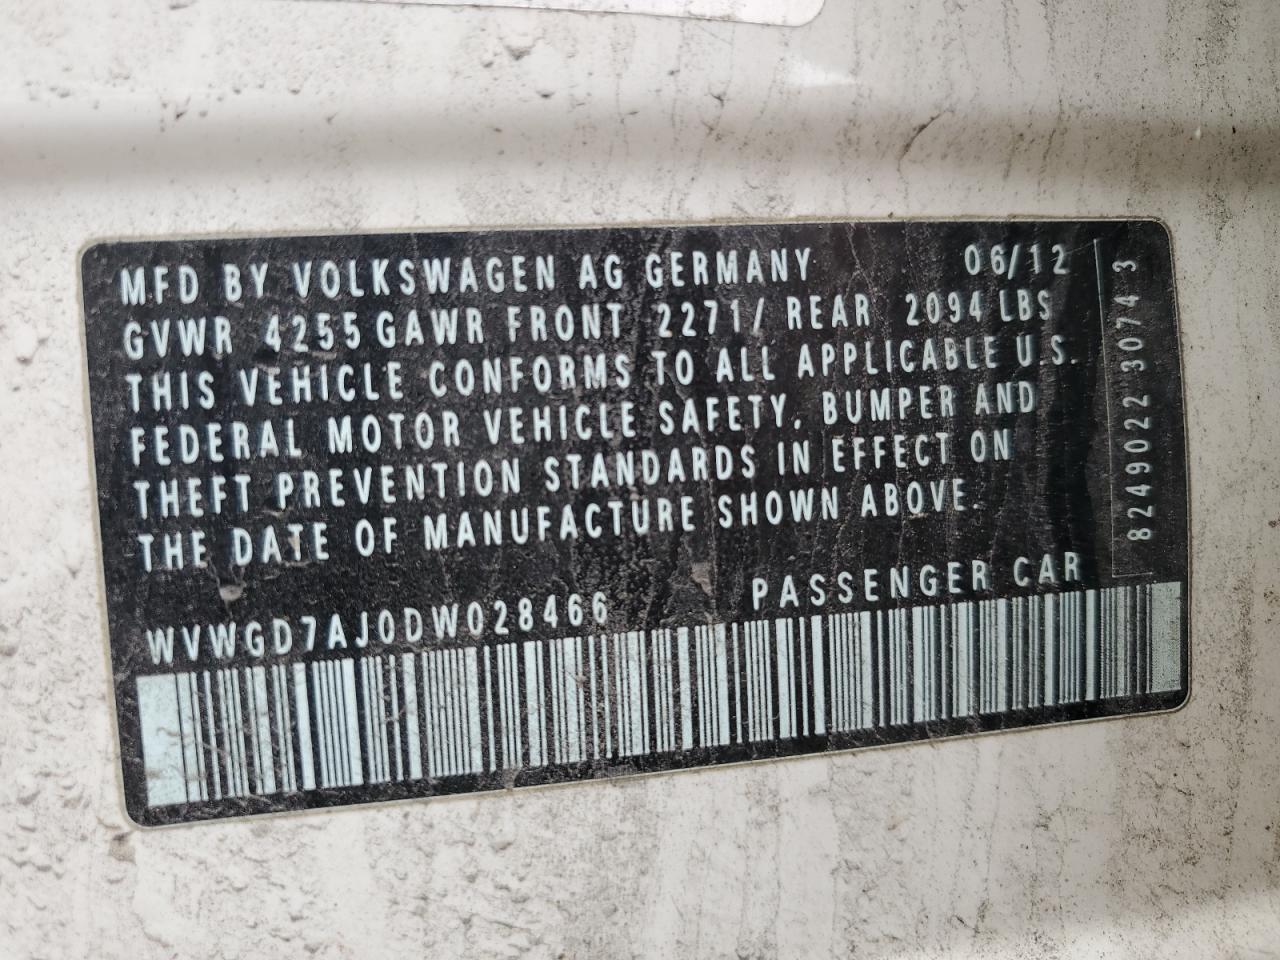 MFD BY VOLKSWAGEN AG GERMANY 06/12
GVWR 4255 GAWR FRONT 2271/ REAR 2094 LBS
THIS VEHICLE CONFORMS TO ALL APPLICABLE U.S.
FEDERAL MOTOR VEHICLE SAFETY, BUMPER AND
THEFT PREVENTION STANDARDS IN EFFECT ON
THE DATE OF MANUFACTURE SHOWN ABOVE.
PASSENGER CAR
WVWGD7AJ0DW028466
8249022 30743